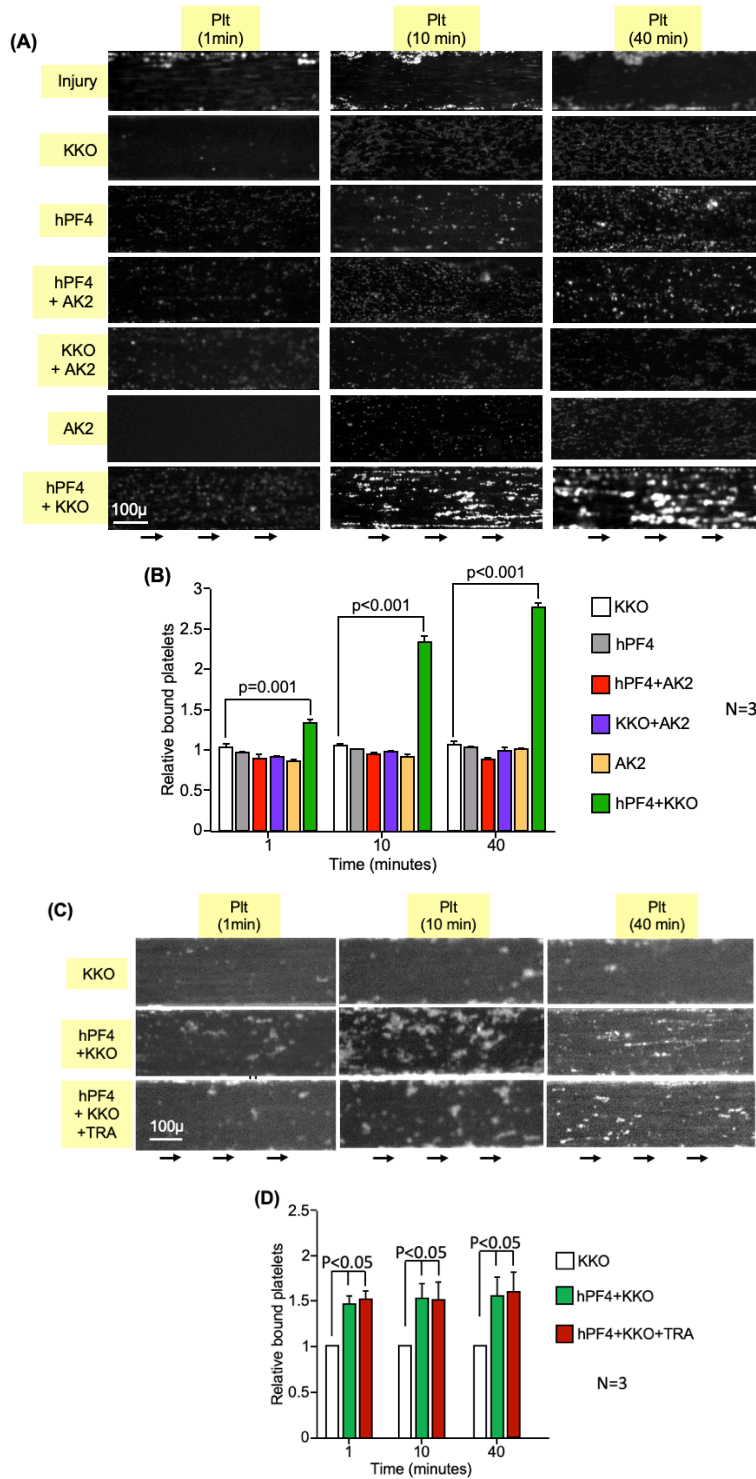 (A)
Plt
(1min)
Plt
(10 min)
Plt
(40 min)
Injury
KKO
hPF4
hPF4
+ AK2
KKO
+ AK2
AK2
hPF4
+ KKO
100µ
(B)
Relative bound platelets
3
2.5
2
1.5
1
0.5
0
p=0.001
p<0.001
p<0.001
1
10
40
Time (minutes)
KKO
hPF4
hPF4+AK2
KKO+AK2
AK2
hPF4+KKO
N=3
(C)
Plt
(1min)
Plt
(10 min)
Plt
(40 min)
KKO
hPF4
+KKO
hPF4
+ KKO
+TRA
100µ
(D)
Relative bound platelets
2.5
2
1.5
1
0.5
0
P<0.05
P<0.05
P<0.05
1
10
40
Time (minutes)
KKO
hPF4+KKO
hPF4+KKO+TRA
N=3